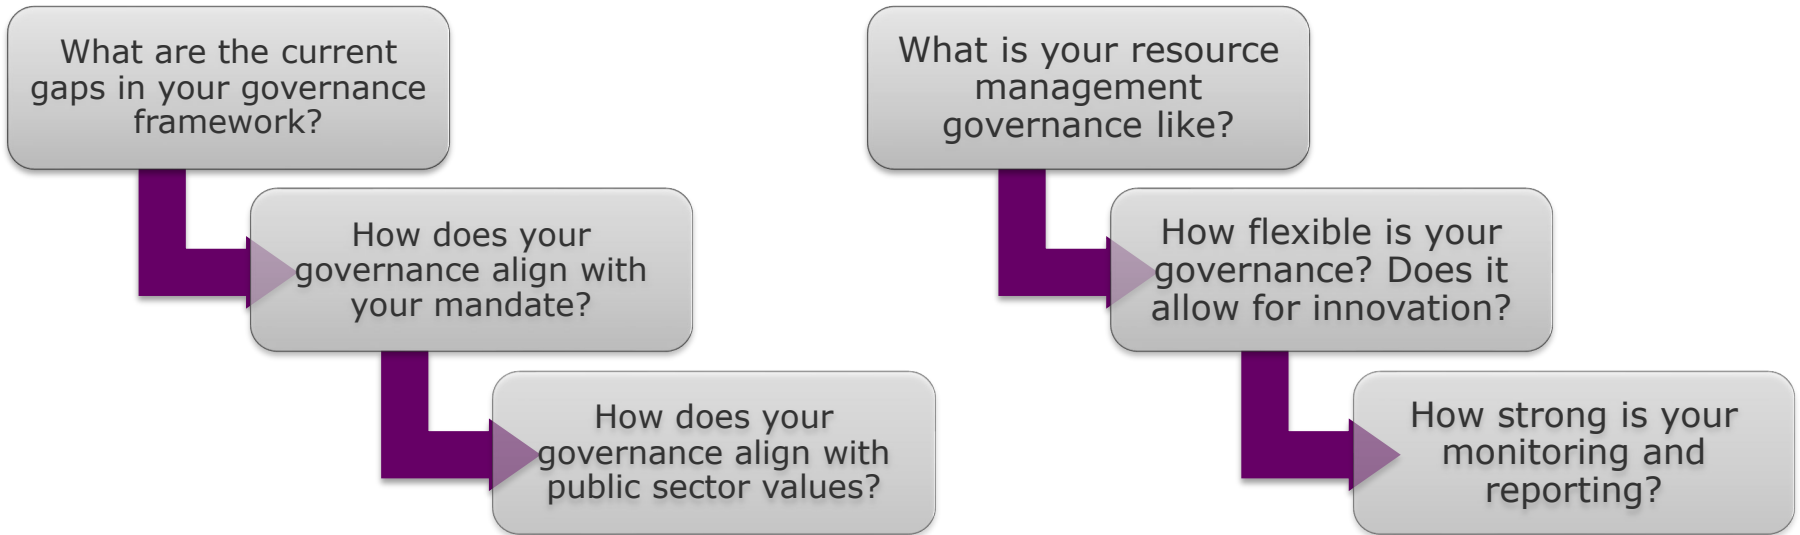 What are the current
gaps in your governance
framework?
How does your
governance align with
your mandate?
How does your
governance align with
public sector values?
What is your resource
management
governance like?
How flexible is your
governance? Does it
allow for innovation?
How strong is your
monitoring and
reporting?